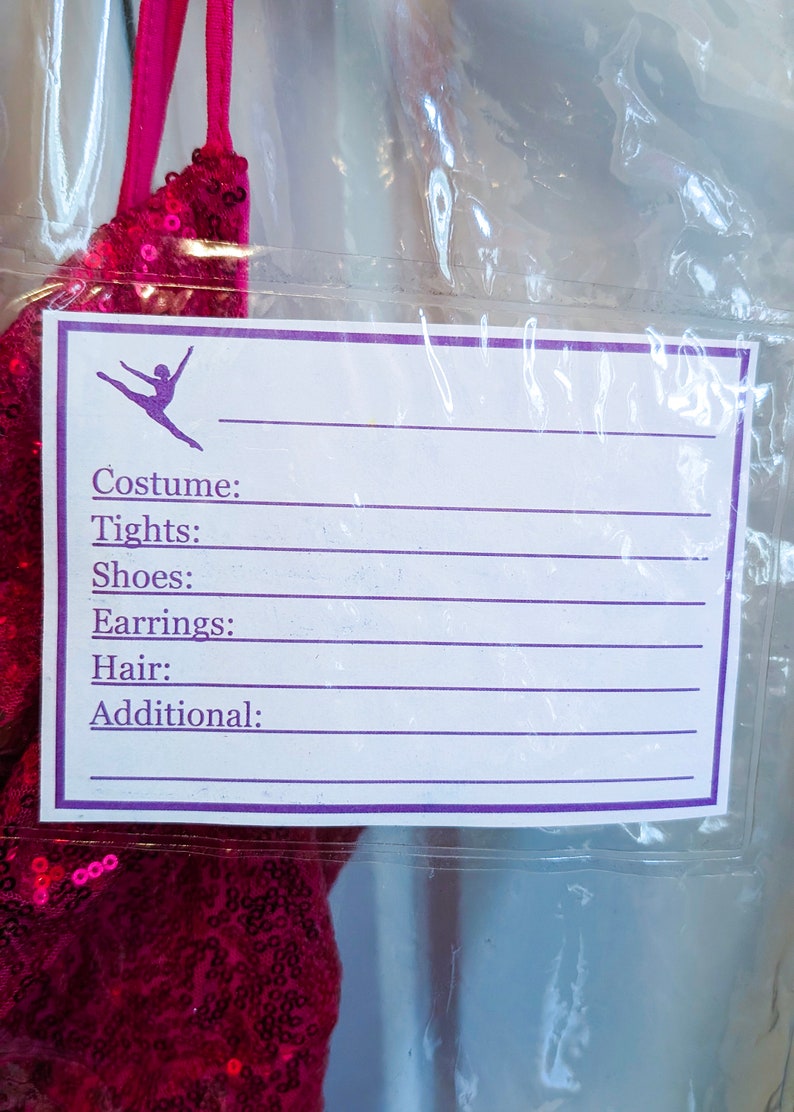 Costume:
Tights:
Shoes:
Earrings:
Hair:
Additional: